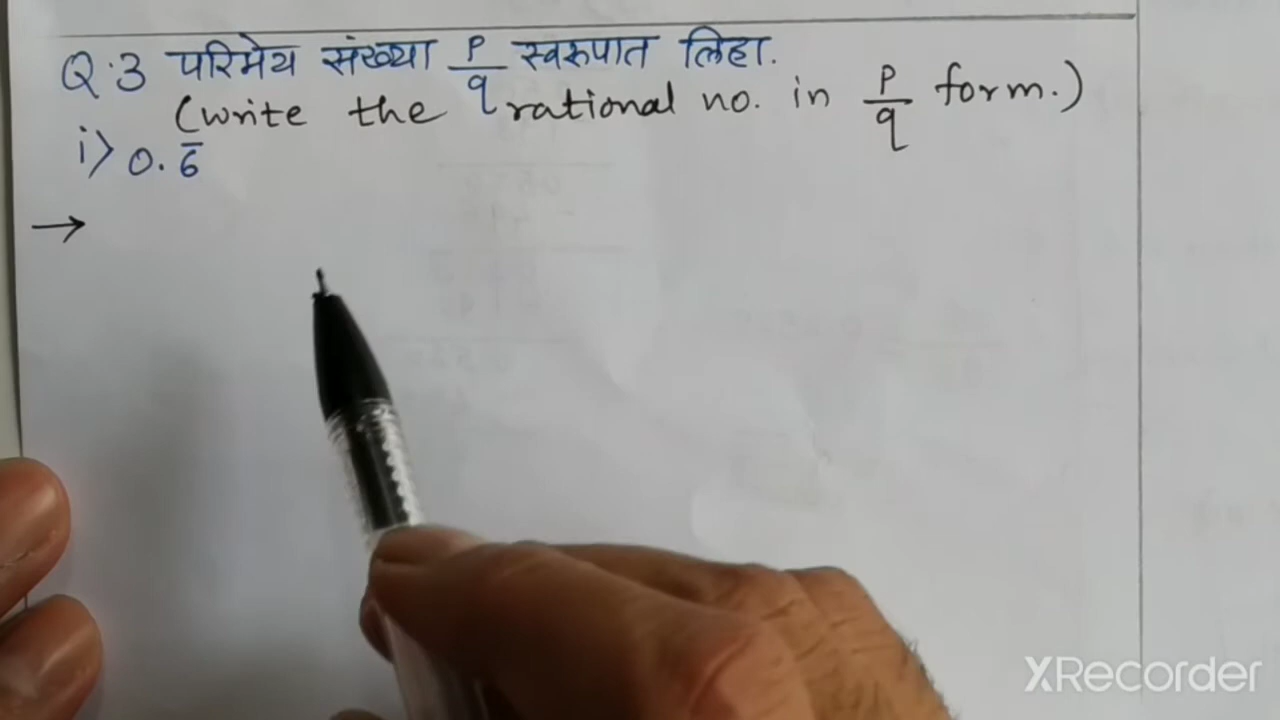 Q.3 परिमेय संख्या p/q स्वरुपात लिहा.
(write the rational no. in p/q form.)
i) 0.6̅
→
XRecorder